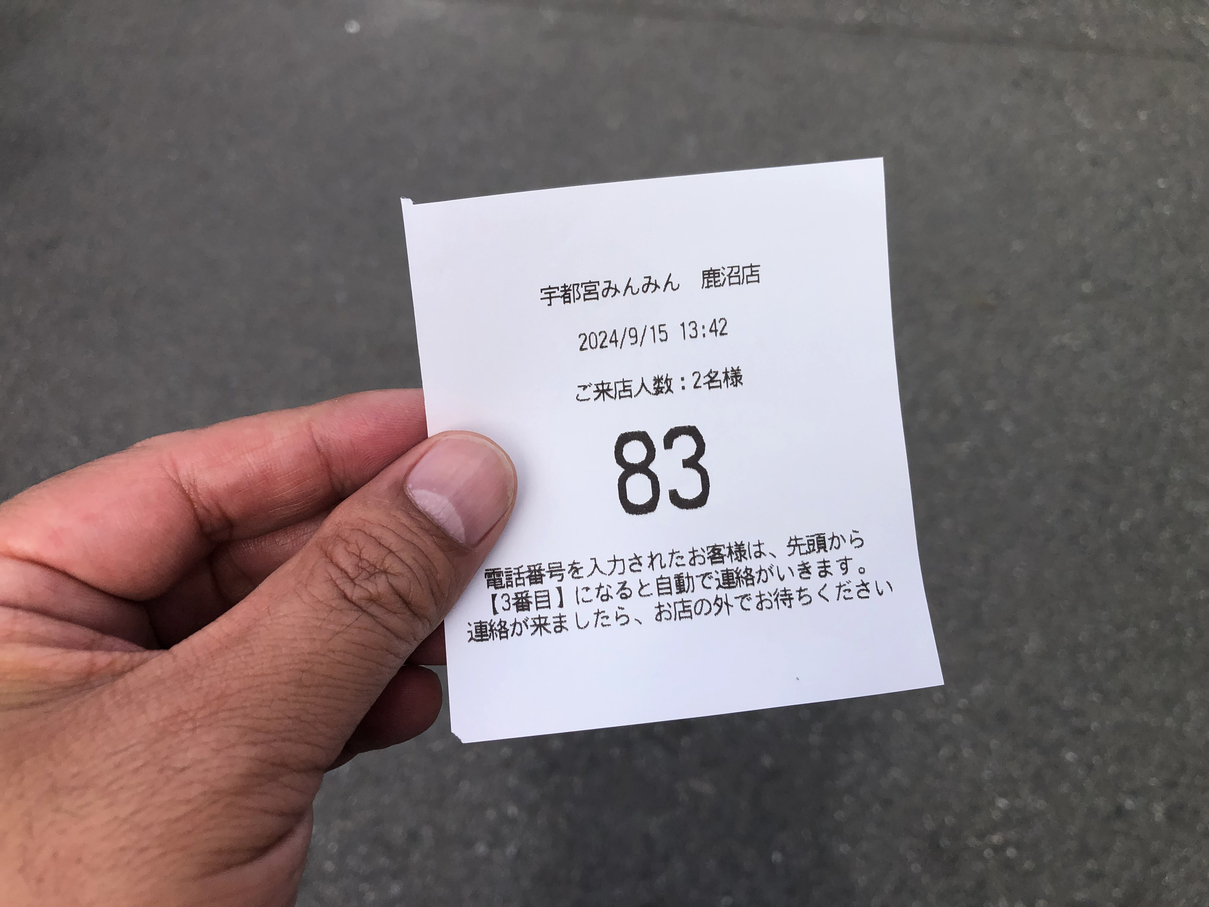 宇都宮みんみん　鹿沼店
2024/9/15 13:42
ご来店人数：2名様
83
電話番号を入力されたお客様は、先頭から
【3番目】になると自動で連絡がいきます。
連絡が来ましたら、お店の外でお待ちください